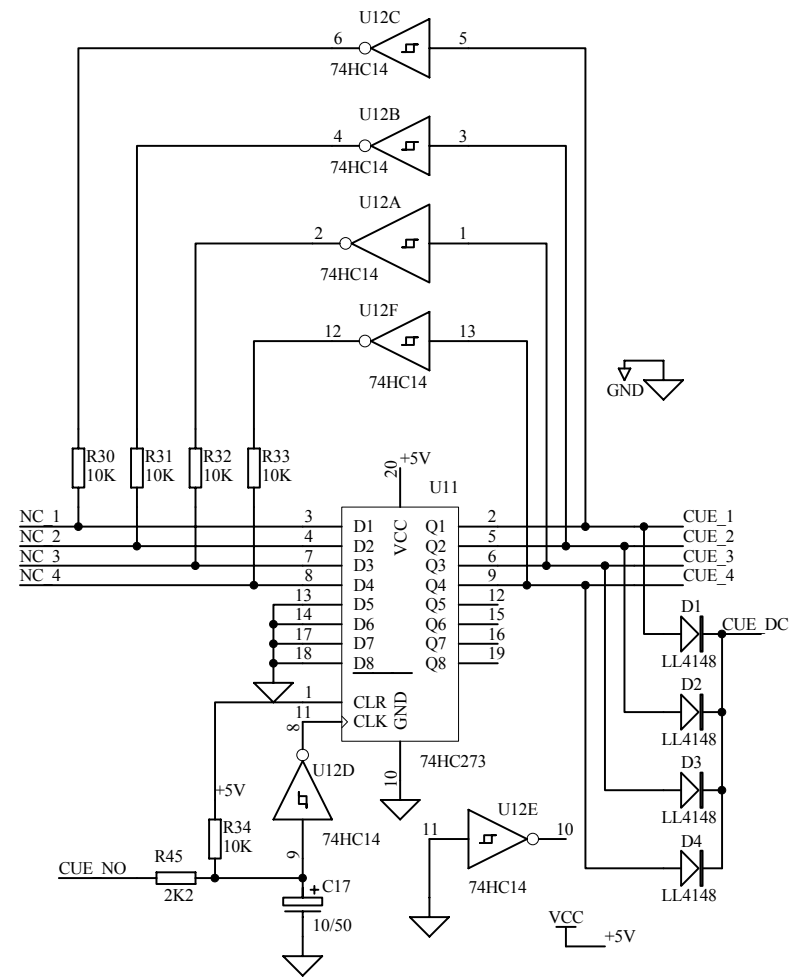 U12C
6 5
74HC14
U12B
4 3
74HC14
U12A
2 1
74HC14
U12F
12 13
74HC14
GND
R30 R31 R32 R33
10K 10K 10K 10K
20 +5V
U11
NC_1 3 D1 VCC Q1 2 CUE_1
NC_2 4 D2 Q2 5 CUE_2
NC_3 7 D3 Q3 6 CUE_3
NC_4 8 D4 Q4 9 CUE_4
13 D5 Q5 12
14 D6 Q6 15
17 D7 Q7 16
18 D8 Q8 19
D1 CUE_DC
LL4148
1 CLR GND
11 CLK
8
D2
LL4148
U12D
10
74HC273
D3
LL4148
+5V
R34
10K
74HC14
9
U12E
11 10
74HC14
D4
LL4148
CUE_NO R45
2K2
+ C17
10/50
VCC
+5V